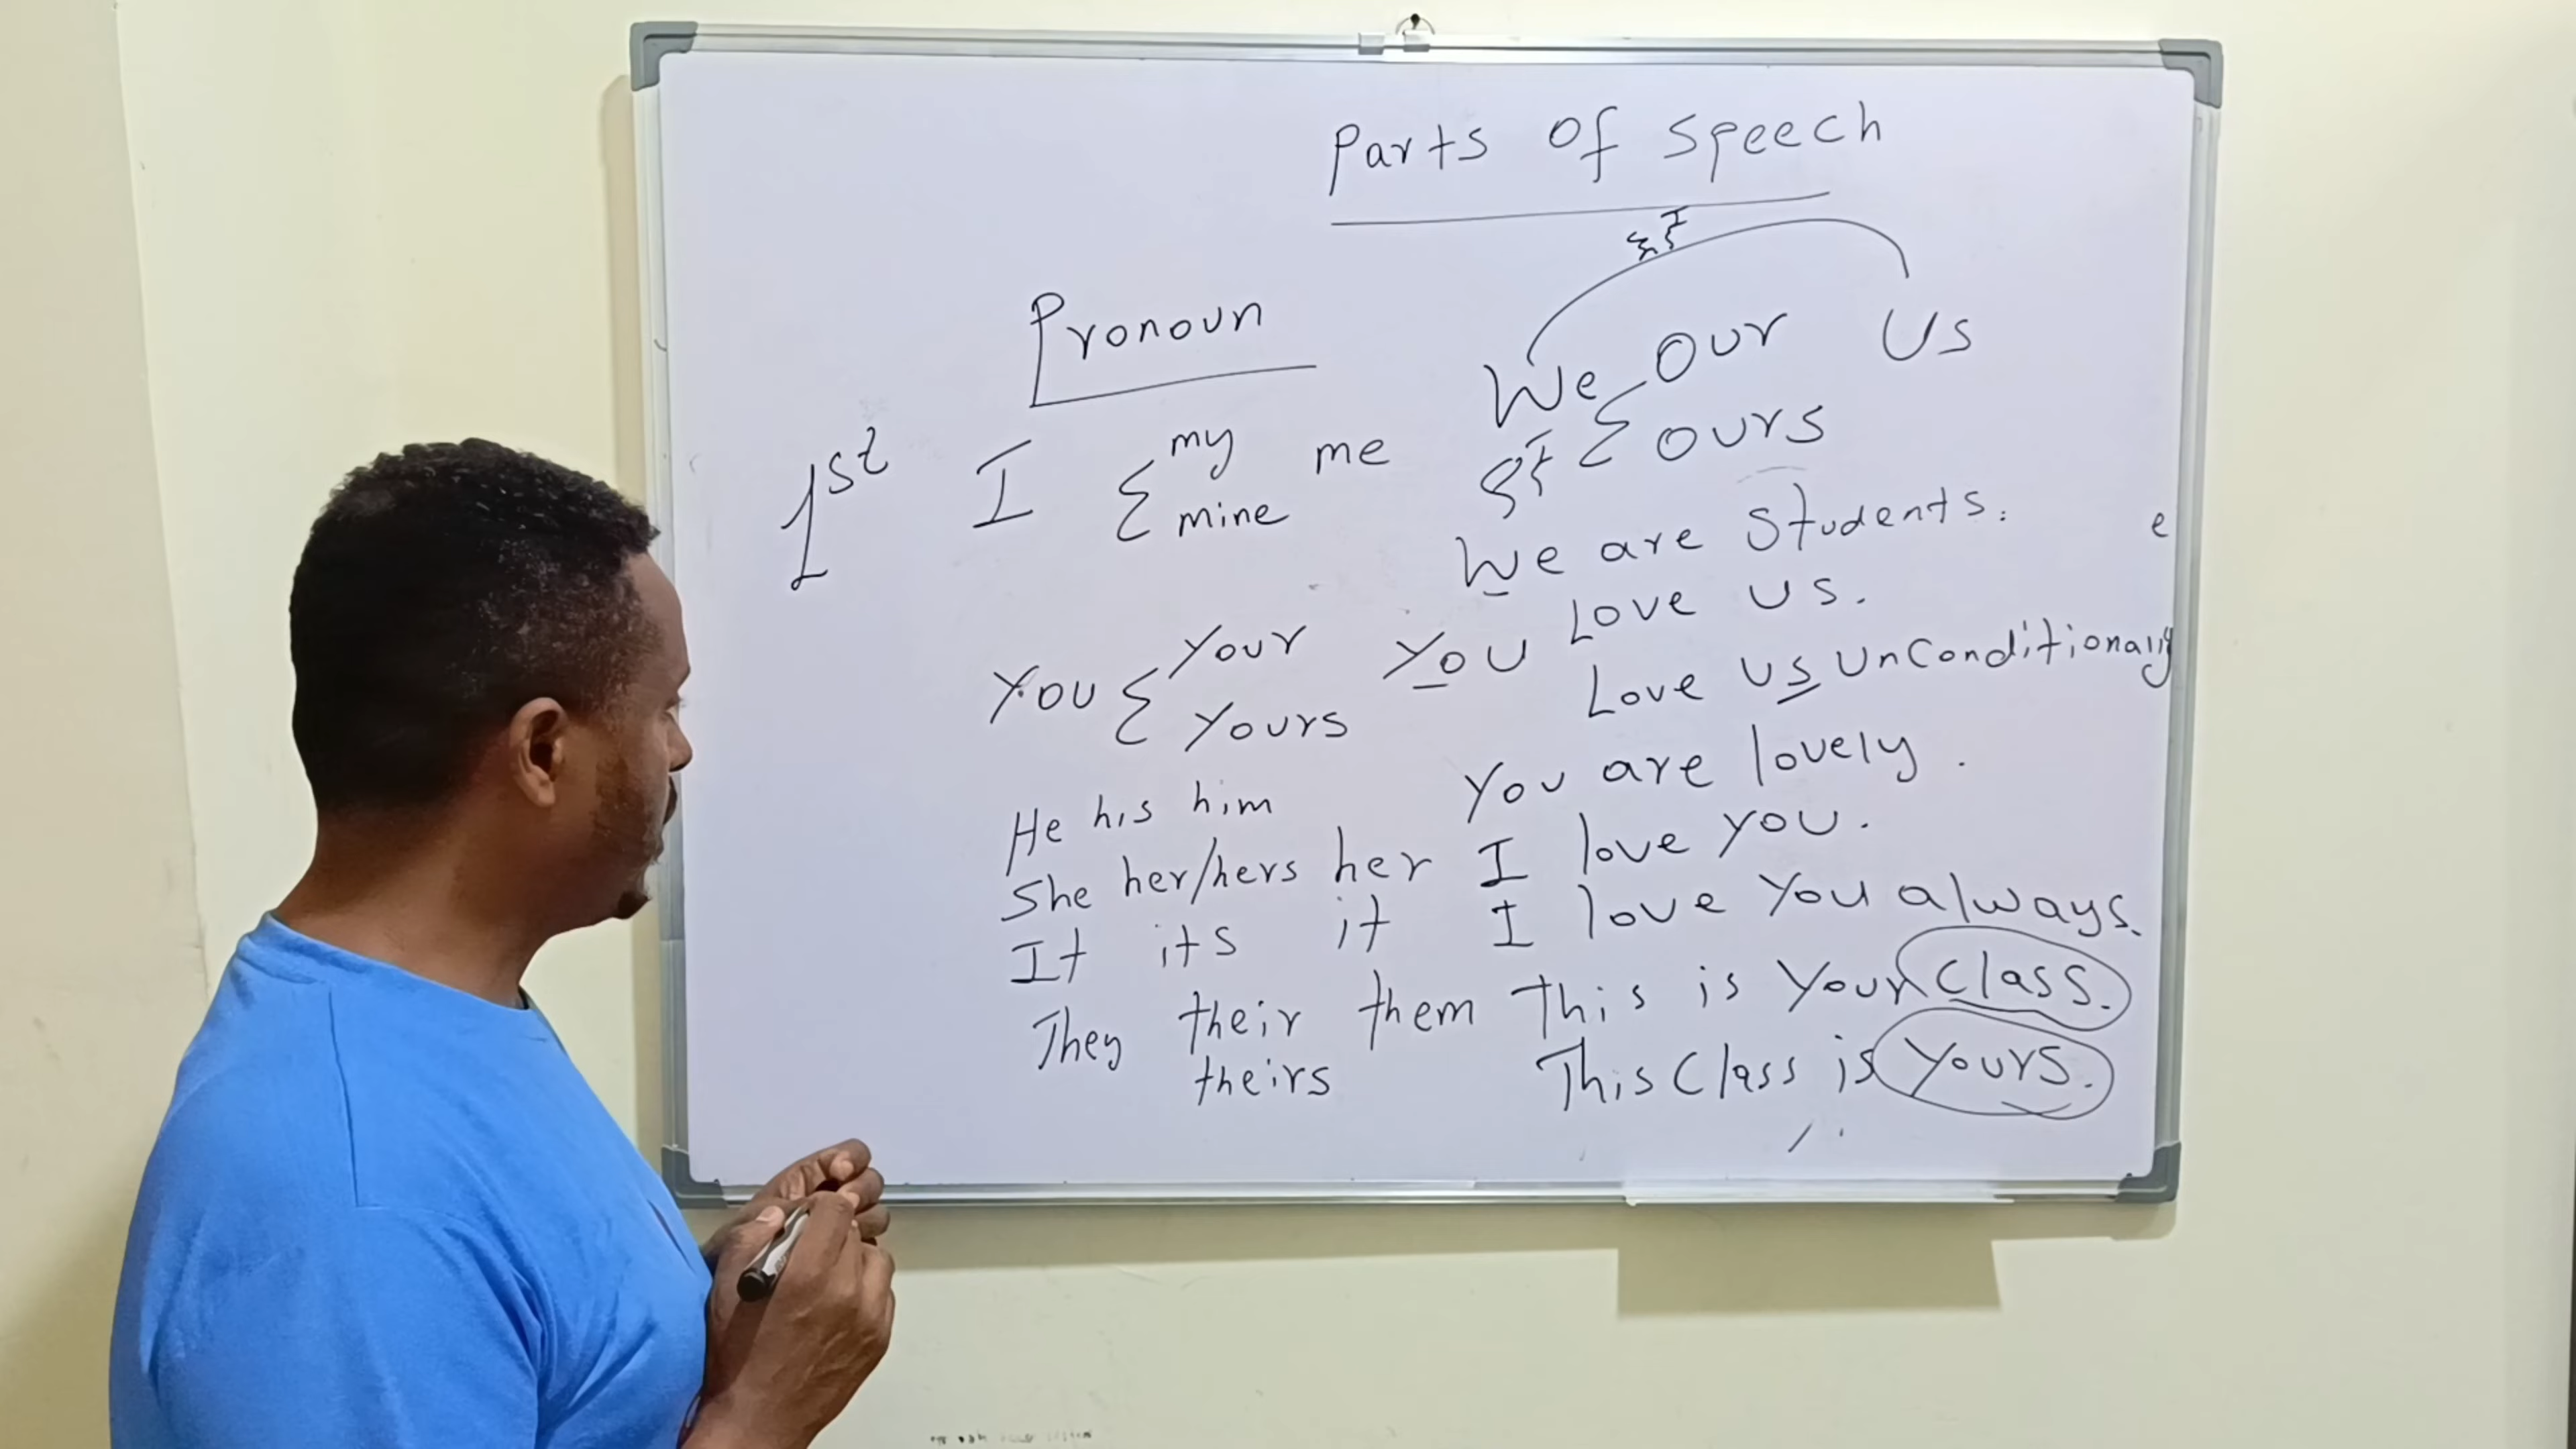 Parts of speech
Pronoun
We our us
ours
1st I my me
mine
We are Students.
Love us.
You your you
yours
Love us unconditionally
You are lovely.
He his him
I love you.
She her/hers her
I love you always.
It its it
This is your class.
They their them
theirs
This class is yours.